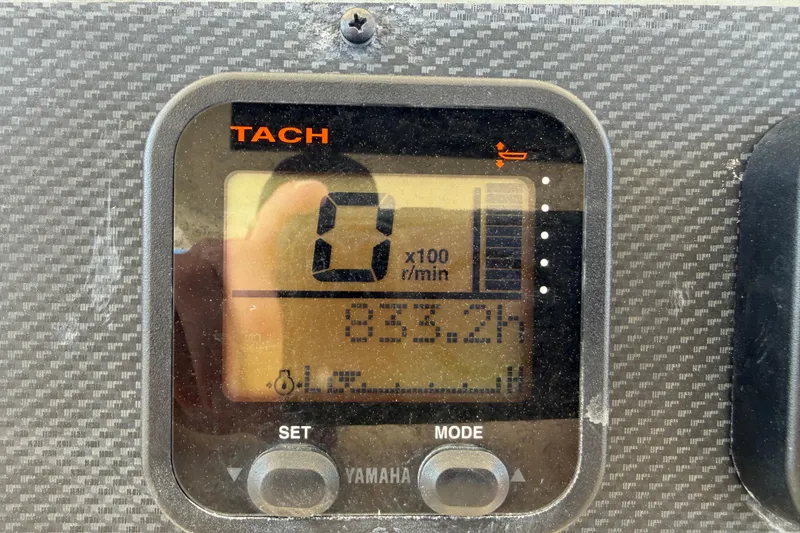 TACH
0 x100
r/min
833.2h
L H
SET MODE
YAMAHA